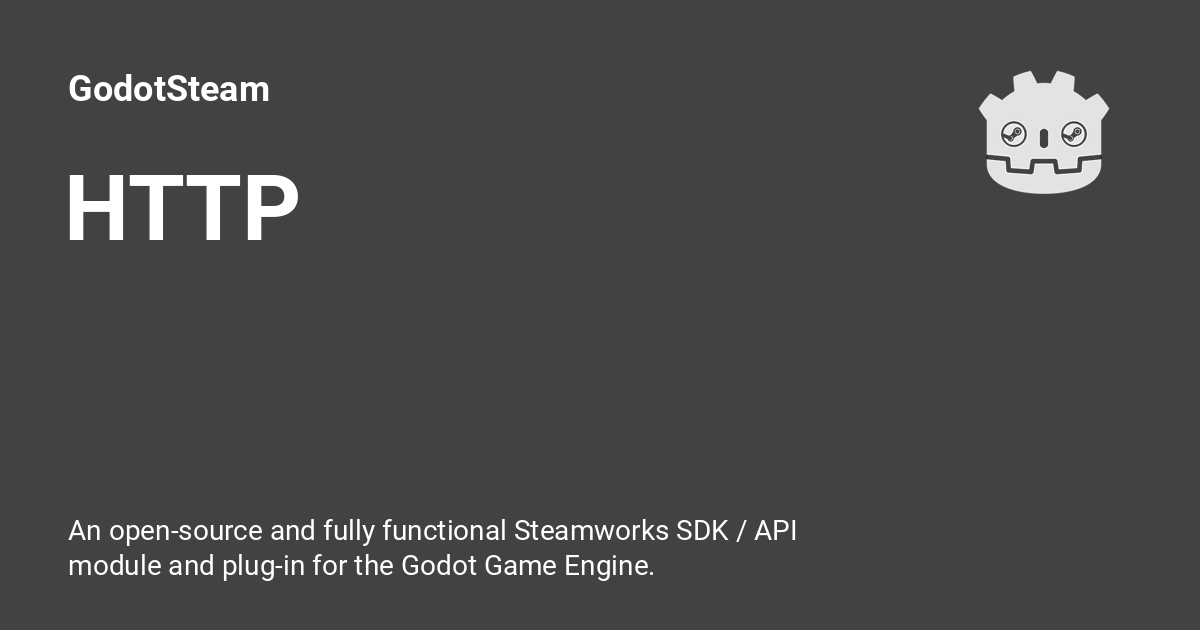 GodotSteam
HTTP
An open-source and fully functional Steamworks SDK / API
module and plug-in for the Godot Game Engine.